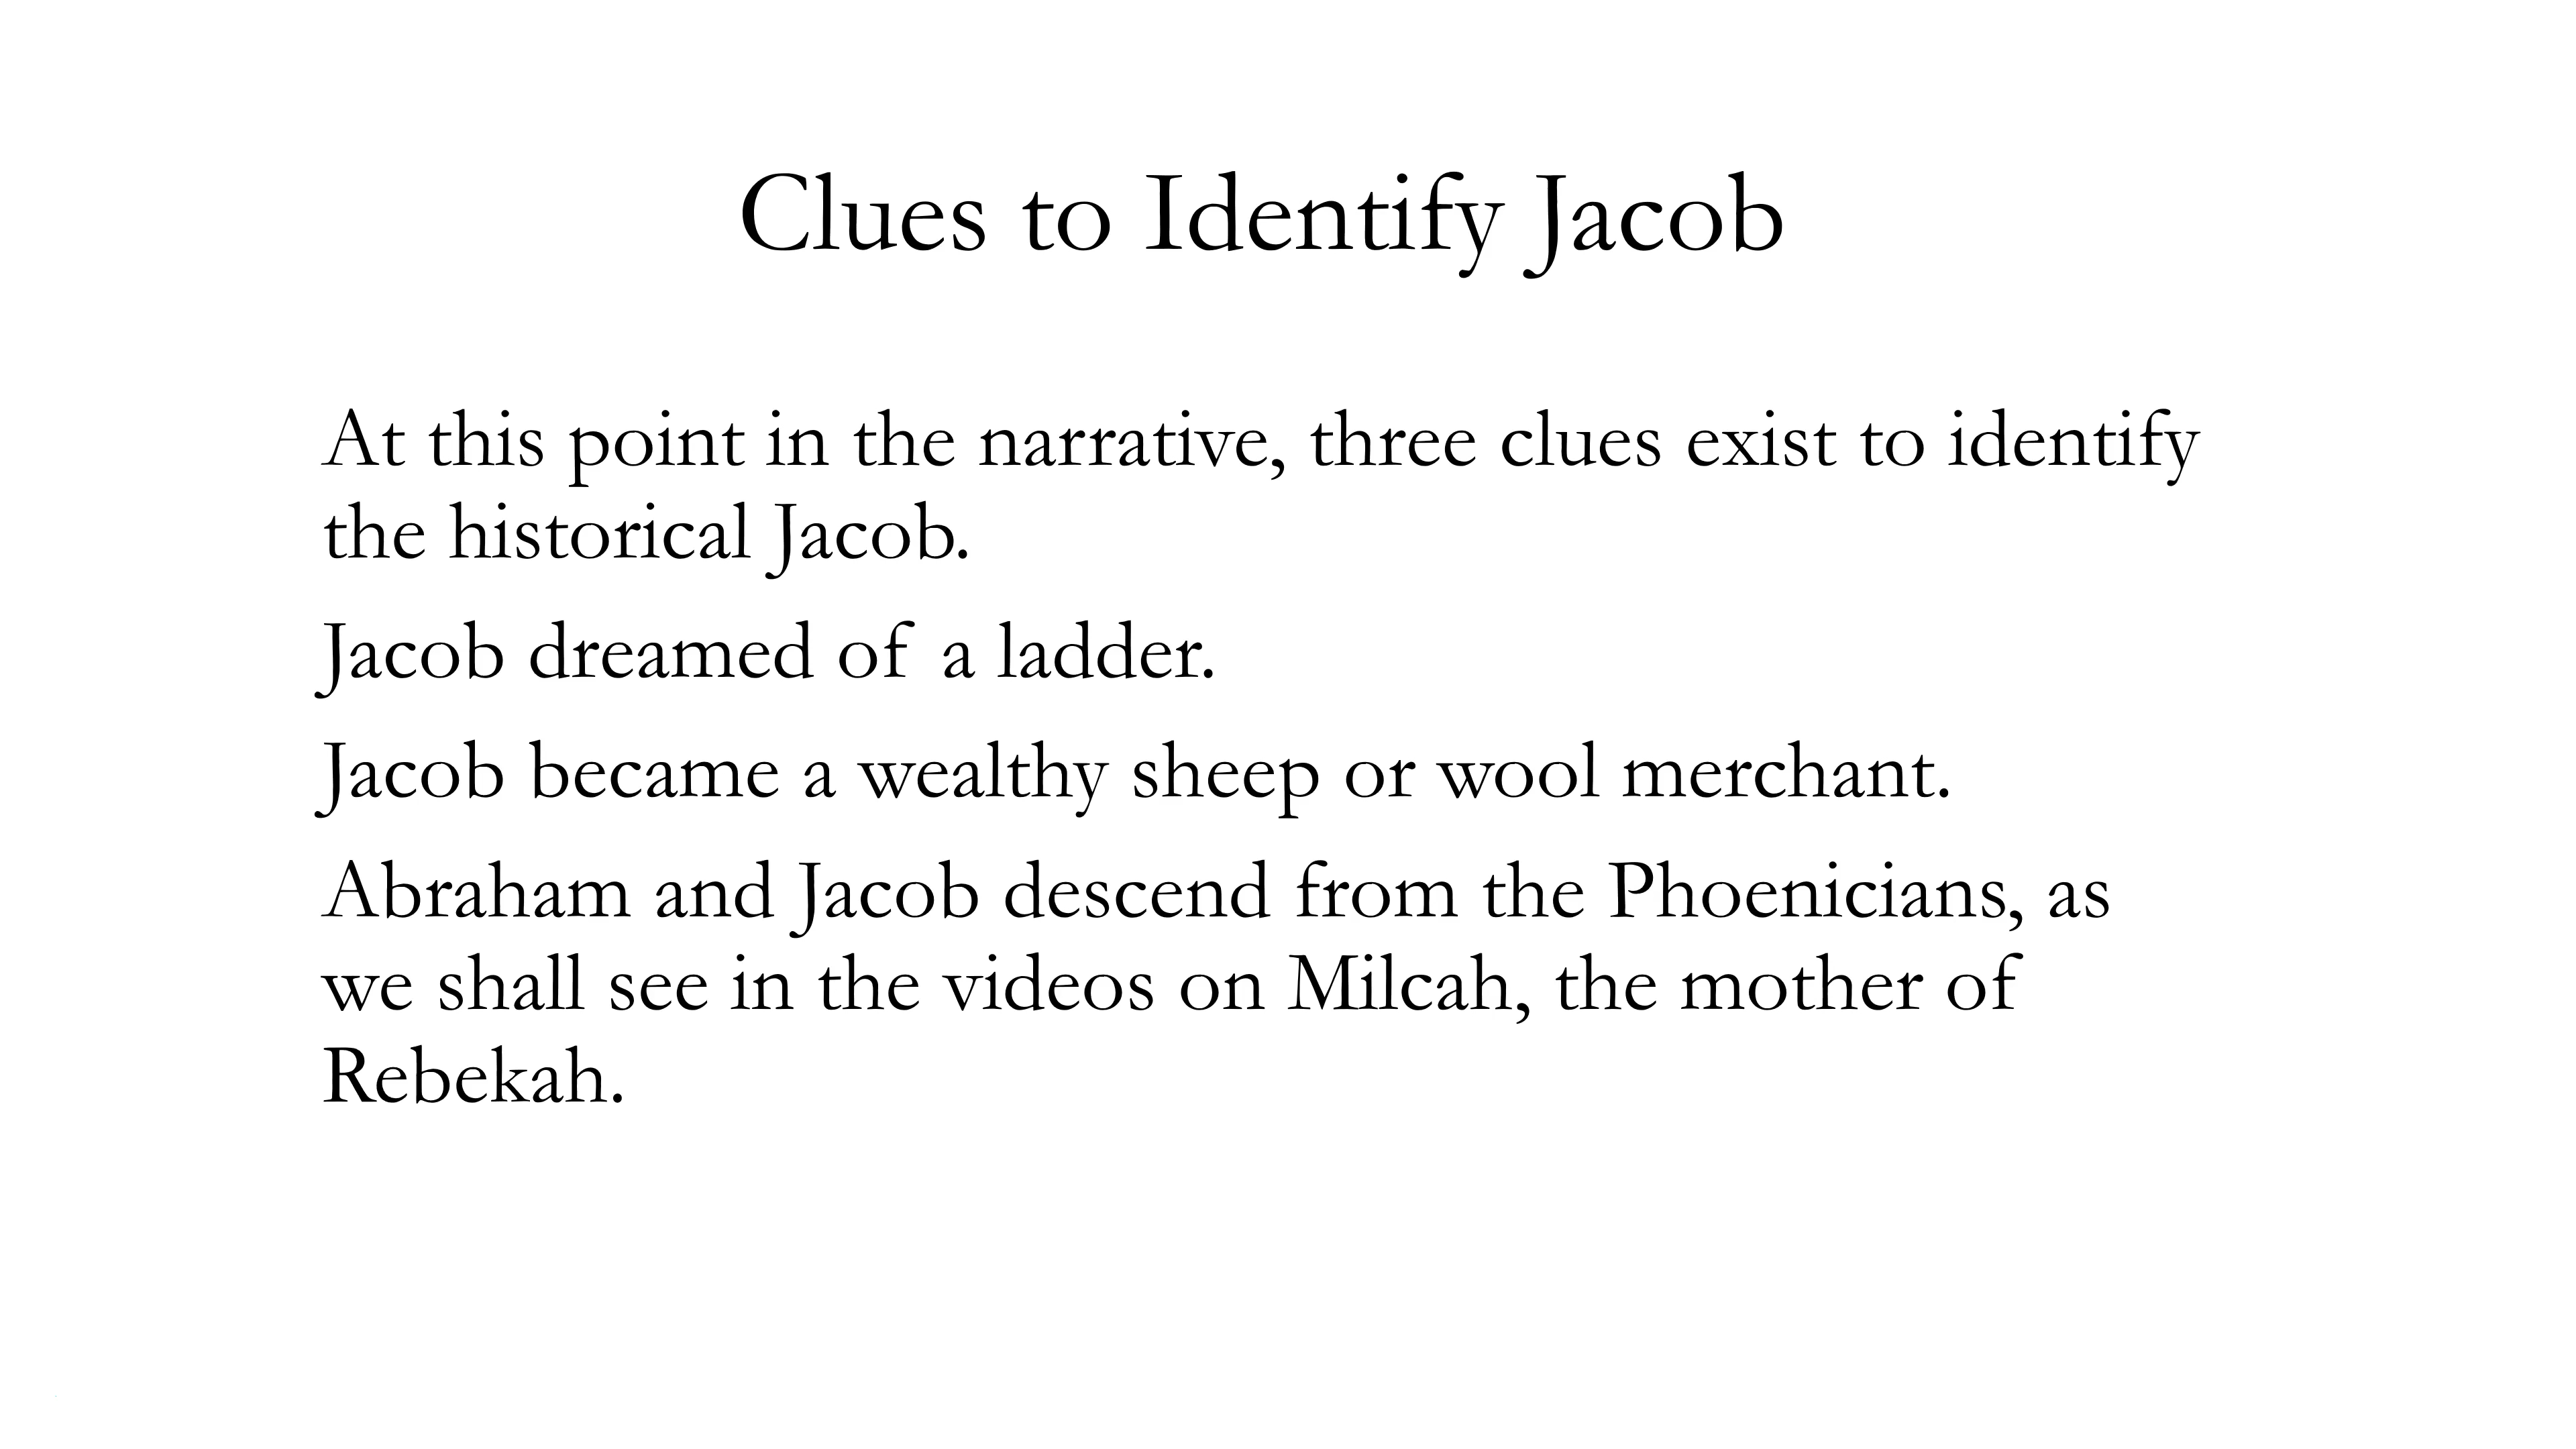 Clues to Identify Jacob
At this point in the narrative, three clues exist to identify
the historical Jacob.
Jacob dreamed of a ladder.
Jacob became a wealthy sheep or wool merchant.
Abraham and Jacob descend from the Phoenicians, as
we shall see in the videos on Milcah, the mother of
Rebekah.